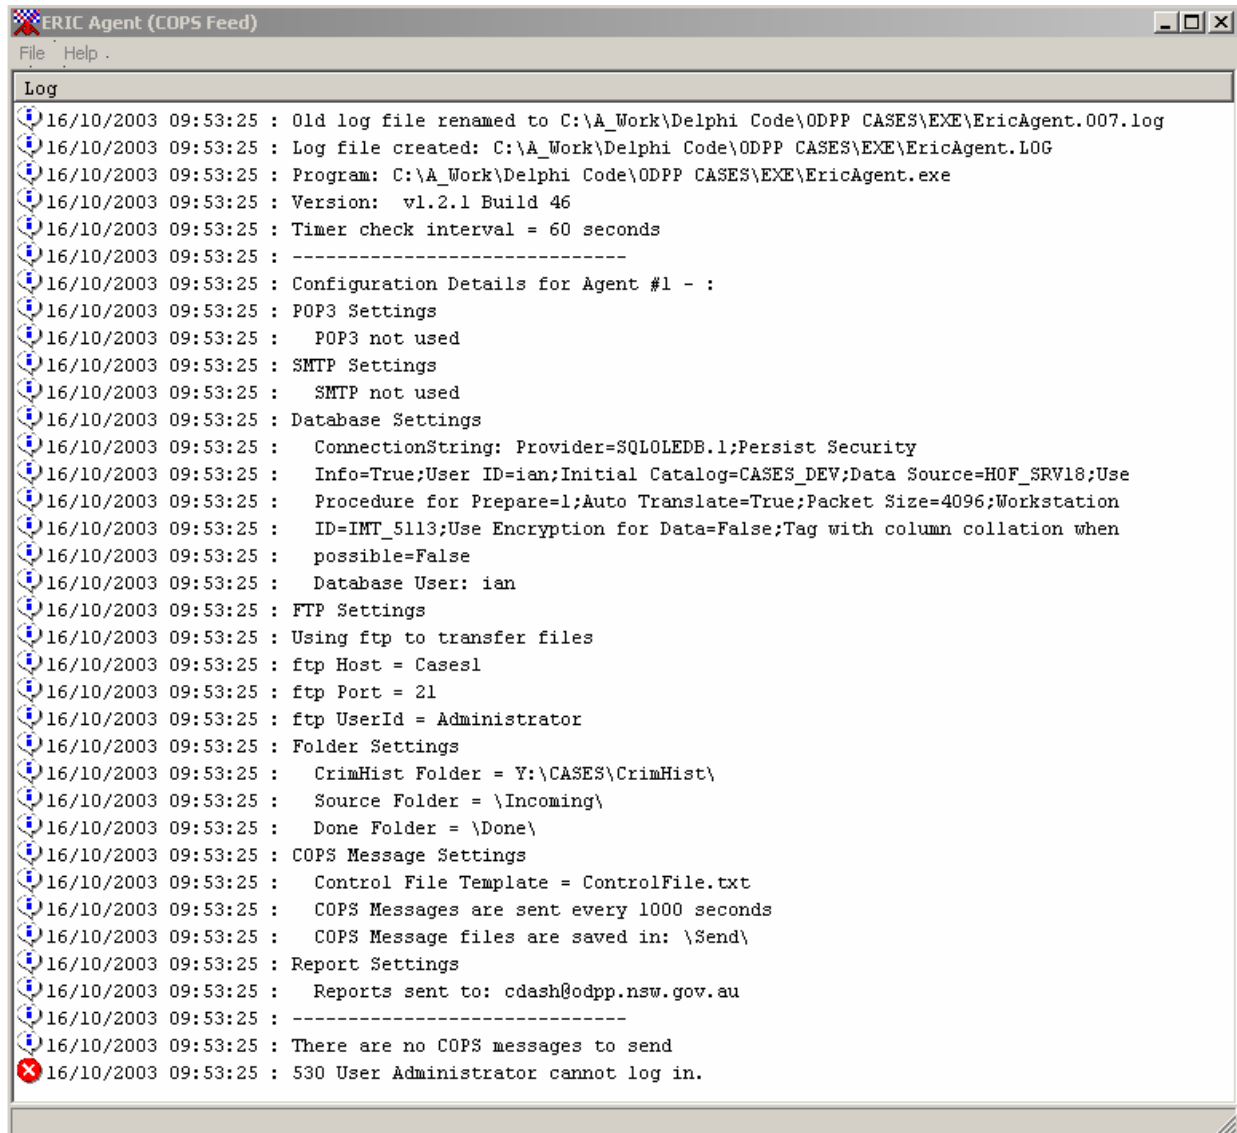 ERIC Agent (COPS Feed)
File Help
Log
16/10/2003 09:53:25 : Old log file renamed to C:\A_Work\Delphi Code\ODPP CASES\EXE\EricAgent.007.log
16/10/2003 09:53:25 : Log file created: C:\A_Work\Delphi Code\ODPP CASES\EXE\EricAgent.LOG
16/10/2003 09:53:25 : Program: C:\A_Work\Delphi Code\ODPP CASES\EXE\EricAgent.exe
16/10/2003 09:53:25 : Version:  v1.2.1 Build 46
16/10/2003 09:53:25 : Timer check interval = 60 seconds
16/10/2003 09:53:25 : ------------------------------
16/10/2003 09:53:25 : Configuration Details for Agent #1 - :
16/10/2003 09:53:25 : POP3 Settings
16/10/2003 09:53:25 :   POP3 not used
16/10/2003 09:53:25 : SMTP Settings
16/10/2003 09:53:25 :   SMTP not used
16/10/2003 09:53:25 : Database Settings
16/10/2003 09:53:25 :   ConnectionString: Provider=SQLOLEDB.1;Persist Security
16/10/2003 09:53:25 :   Info=True;User ID=ian;Initial Catalog=CASES_DEV;Data Source=HOF_SRV18;Use
16/10/2003 09:53:25 :   Procedure for Prepare=1;Auto Translate=True;Packet Size=4096;Workstation
16/10/2003 09:53:25 :   ID=IMT_5113;Use Encryption for Data=False;Tag with column collation when
16/10/2003 09:53:25 :   possible=False
16/10/2003 09:53:25 :   Database User: ian
16/10/2003 09:53:25 : FTP Settings
16/10/2003 09:53:25 : Using ftp to transfer files
16/10/2003 09:53:25 : ftp Host = Cases1
16/10/2003 09:53:25 : ftp Port = 21
16/10/2003 09:53:25 : ftp UserId = Administrator
16/10/2003 09:53:25 : Folder Settings
16/10/2003 09:53:25 :   CrimHist Folder = Y:\CASES\CrimHist\
16/10/2003 09:53:25 :   Source Folder = \Incoming\
16/10/2003 09:53:25 :   Done Folder = \Done\
16/10/2003 09:53:25 : COPS Message Settings
16/10/2003 09:53:25 :   Control File Template = ControlFile.txt
16/10/2003 09:53:25 :   COPS Messages are sent every 1000 seconds
16/10/2003 09:53:25 :   COPS Message files are saved in: \Send\
16/10/2003 09:53:25 : Report Settings
16/10/2003 09:53:25 :   Reports sent to: cdash@odpp.nsw.gov.au
16/10/2003 09:53:25 : ------------------------------
16/10/2003 09:53:25 : There are no COPS messages to send
16/10/2003 09:53:25 : 530 User Administrator cannot log in.